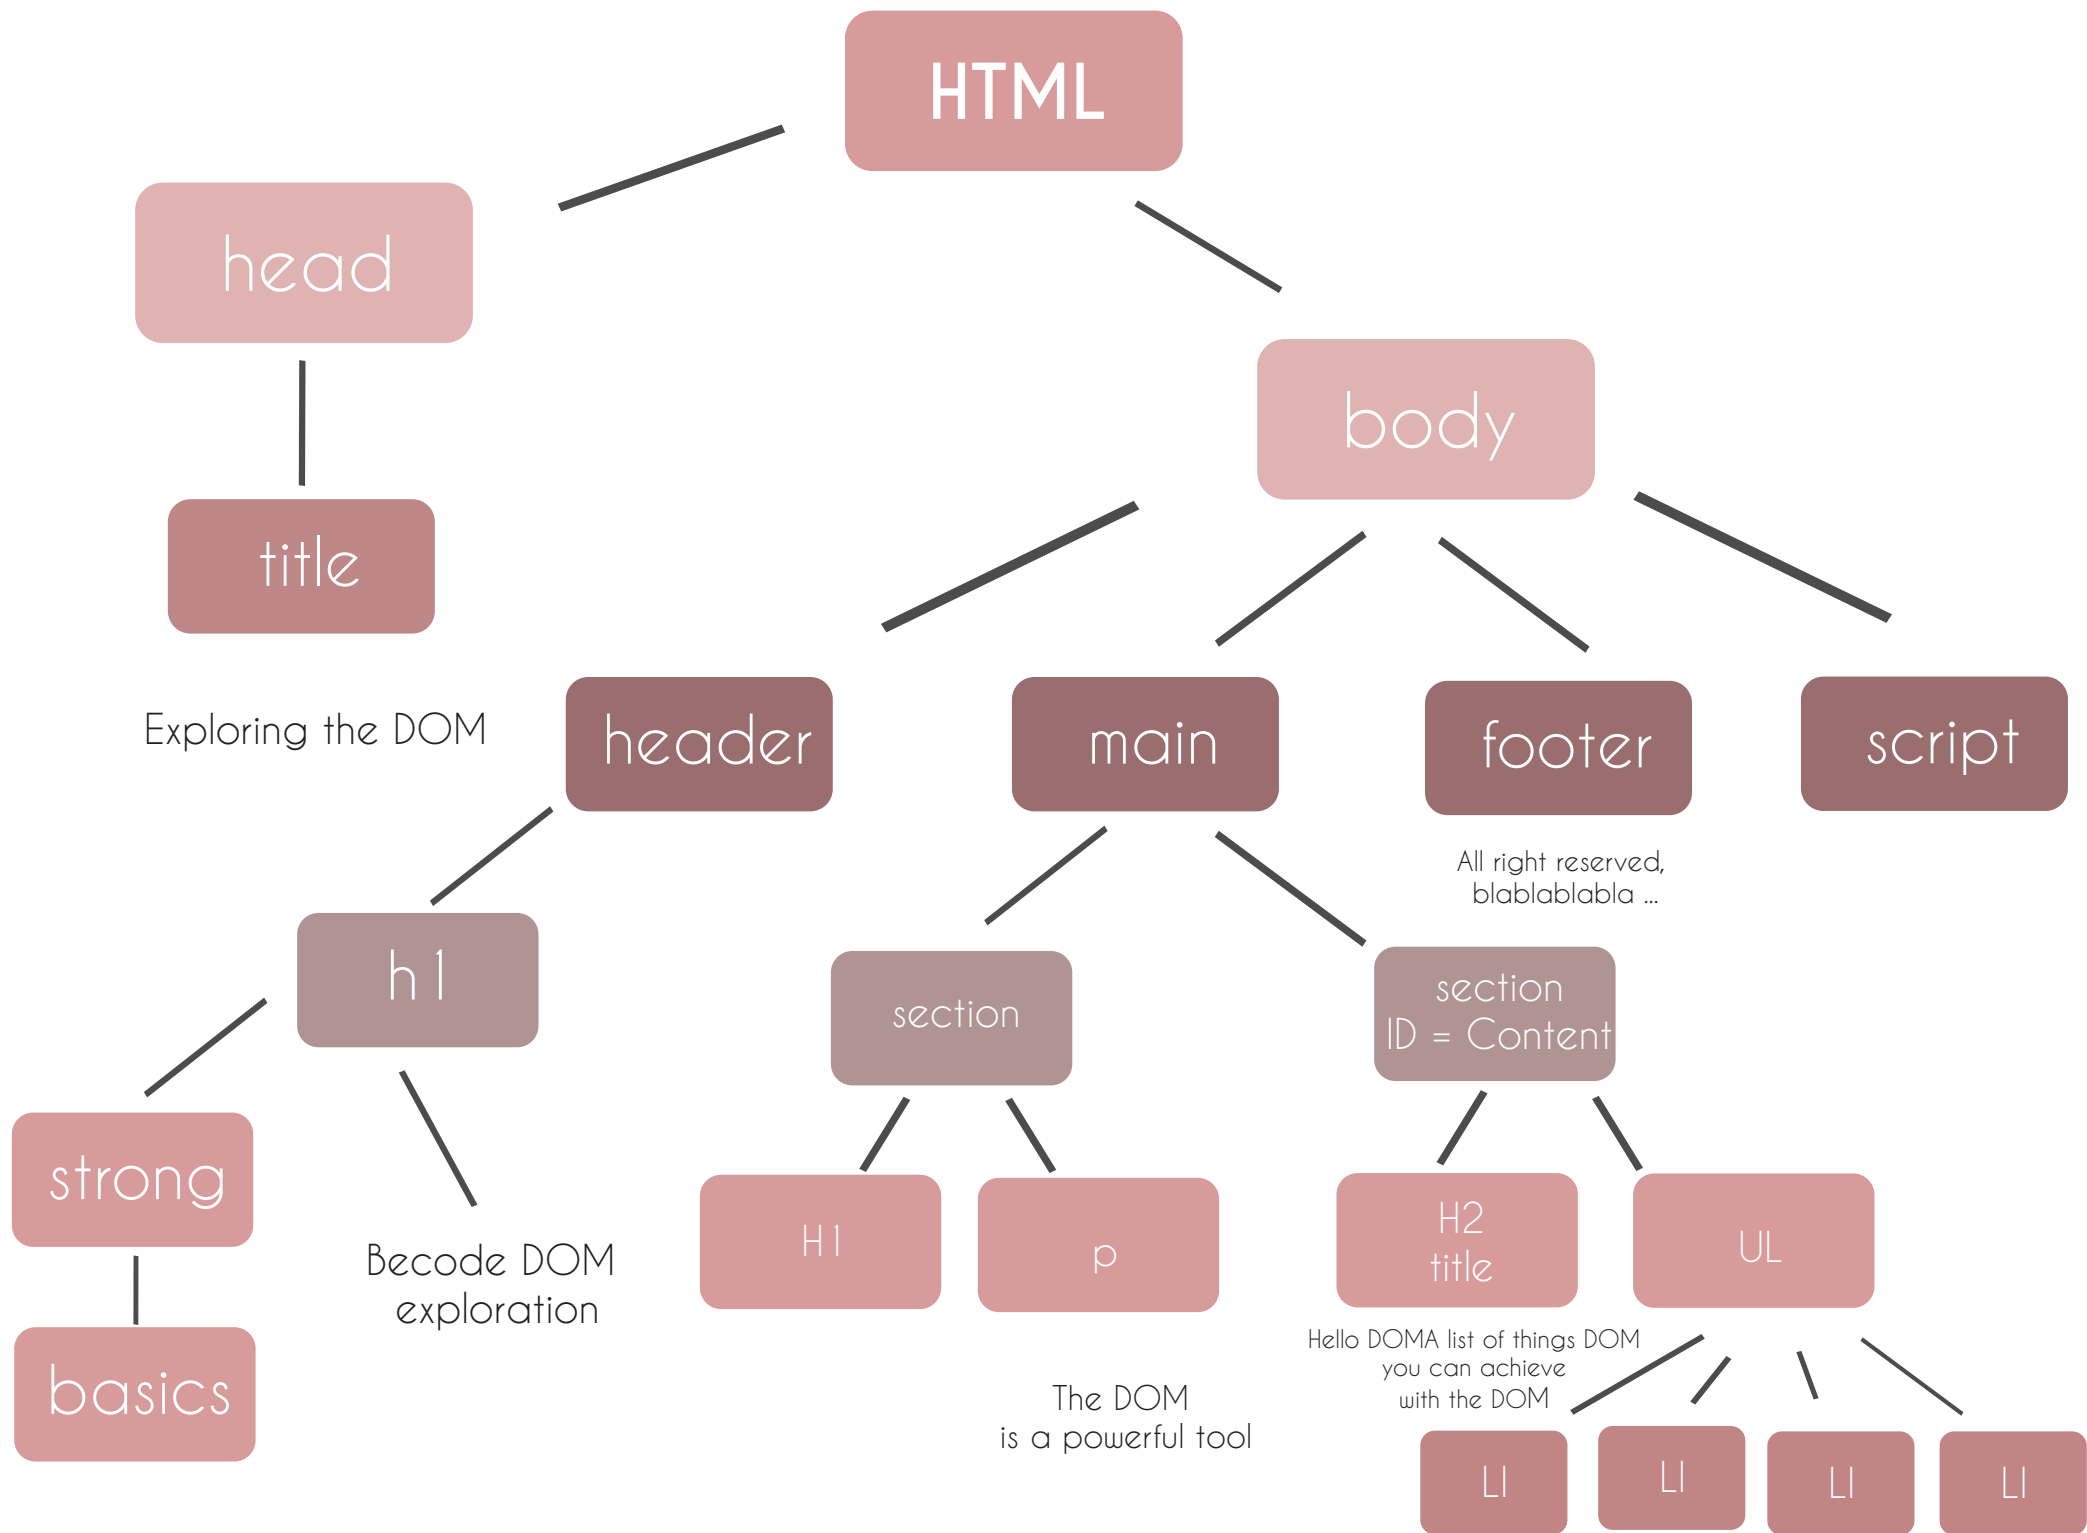 HTML
head
body
title
Exploring the DOM
header
main
footer
script
All right reserved,
blablablabla ...
h1
section
section
ID = Content
strong
Becode DOM
exploration
H1
p
H2
title
UL
basics
The DOM
is a powerful tool
Hello DOMA list of things DOM
you can achieve
with the DOM
LI
LI
LI
LI